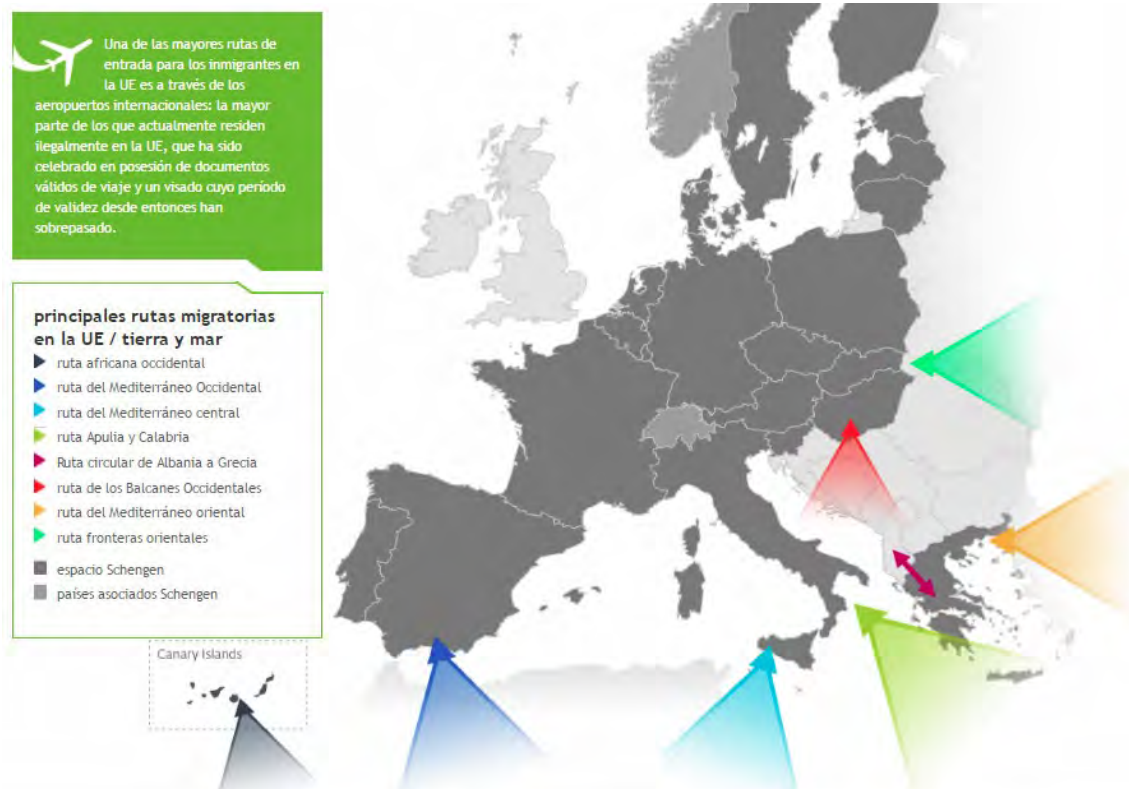 Una de las mayores rutas de
entrada para los inmigrantes en
la UE es a través de los
aeropuertos internacionales: la mayor
parte de los que actualmente residen
ilegalmente en la UE, que ha sido
celebrado en posesión de documentos
válidos de viaje y un visado cuyo período
de validez desde entonces han
sobrepasado.
principales rutas migratorias
en la UE / tierra y mar
ruta africana occidental
ruta del Mediterráneo Occidental
ruta del Mediterráneo central
ruta Apulia y Calabria
Ruta circular de Albania a Grecia
ruta de los Balcanes Occidentales
ruta del Mediterráneo oriental
ruta fronteras orientales
espacio Schengen
países asociados Schengen
Canary Islands